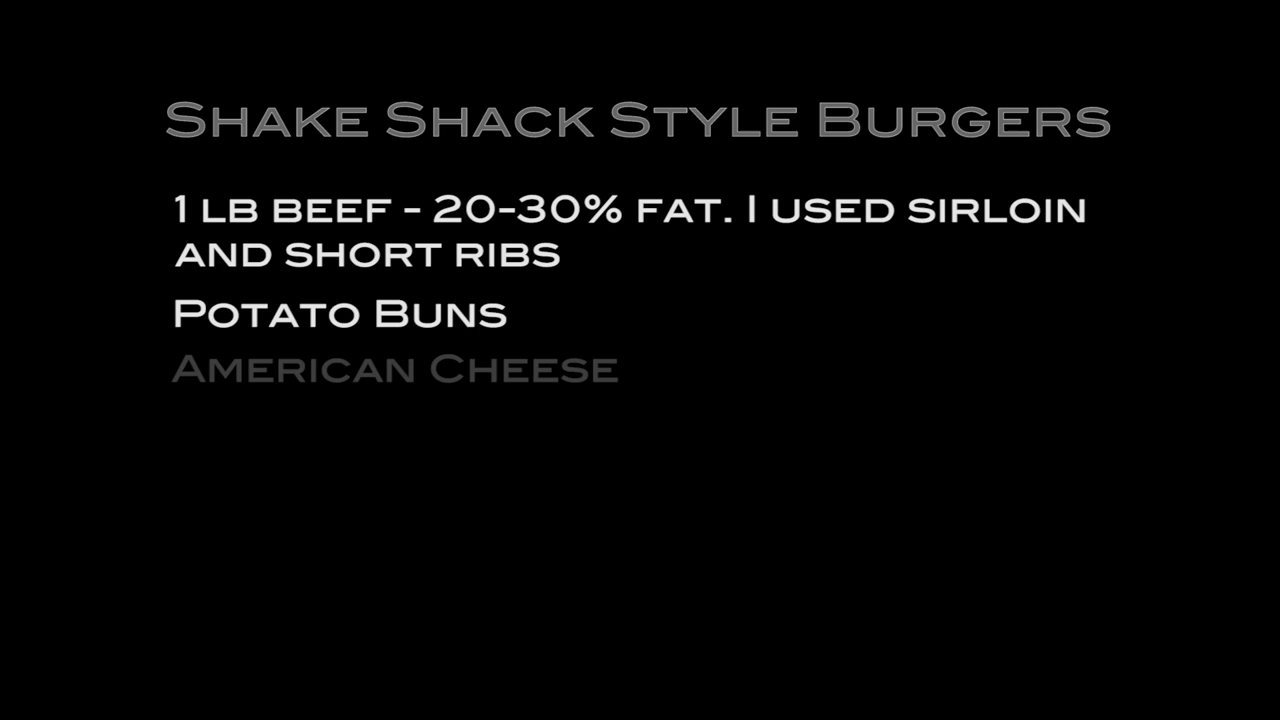 Shake Shack Style Burgers
1 lb beef - 20-30% fat. I used sirloin
and short ribs
Potato Buns
American Cheese